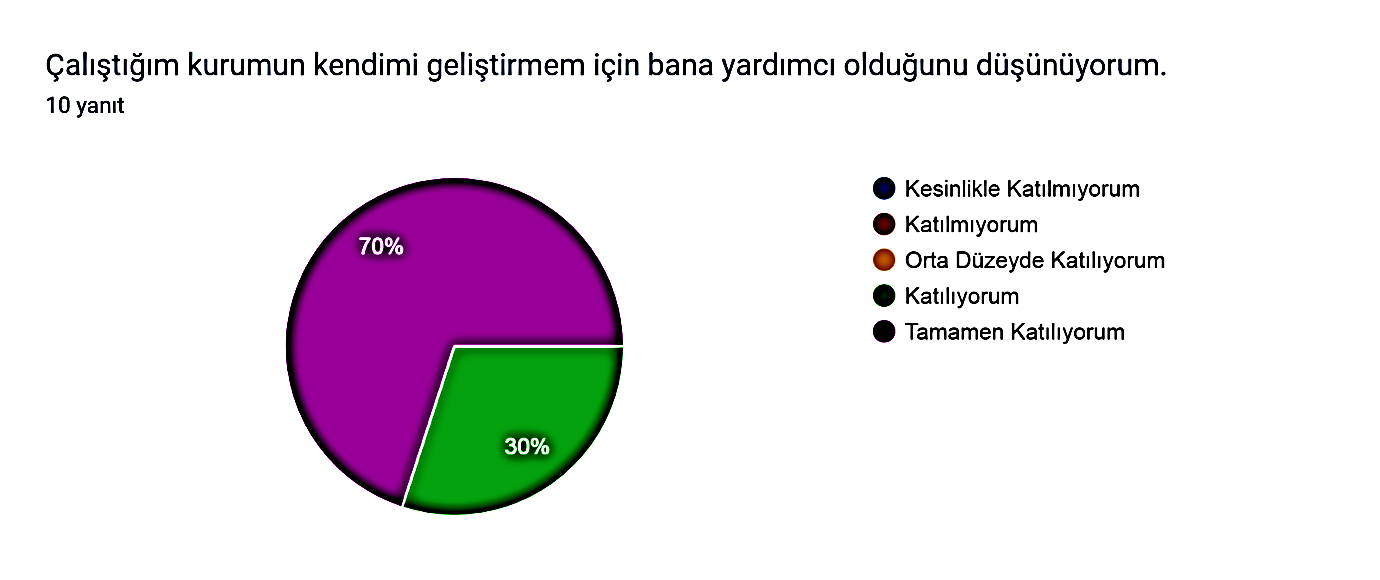 Çalıştığım kurumun kendimi geliştirmem için bana yardımcı olduğunu düşünüyorum.
10 yanıt
70%
30%
Kesinlikle Katılmıyorum
Katılmıyorum
Orta Düzeyde Katılıyorum
Katılıyorum
Tamamen Katılıyorum